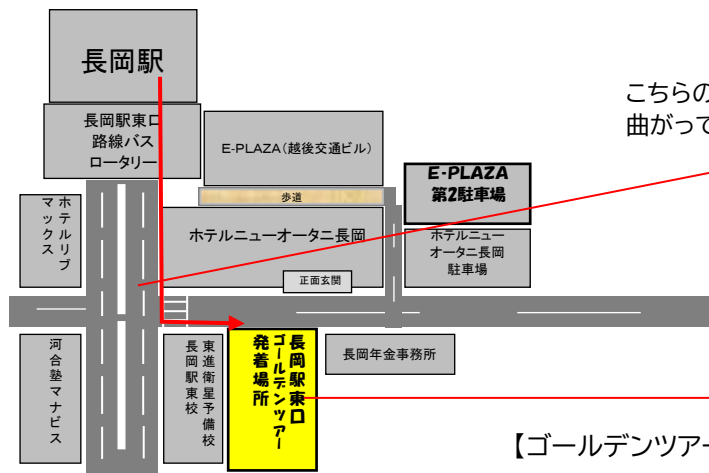 長岡駅
こちらの
曲がって
長岡駅東口
路線バス
ロータリー
E-PLAZA(越後交通ビル)
E-PLAZA
第2駐車場
歩道
ホテルリブ
マックス
ホテルニューオータニ長岡
ホテルニュー
オータニ長岡
駐車場
正面玄関
河合塾マナビス
東進衛星予備校
長岡駅東校
長岡駅東口
ゴールデンツアー
発着場所
長岡年金事務所
【ゴールデンツアー